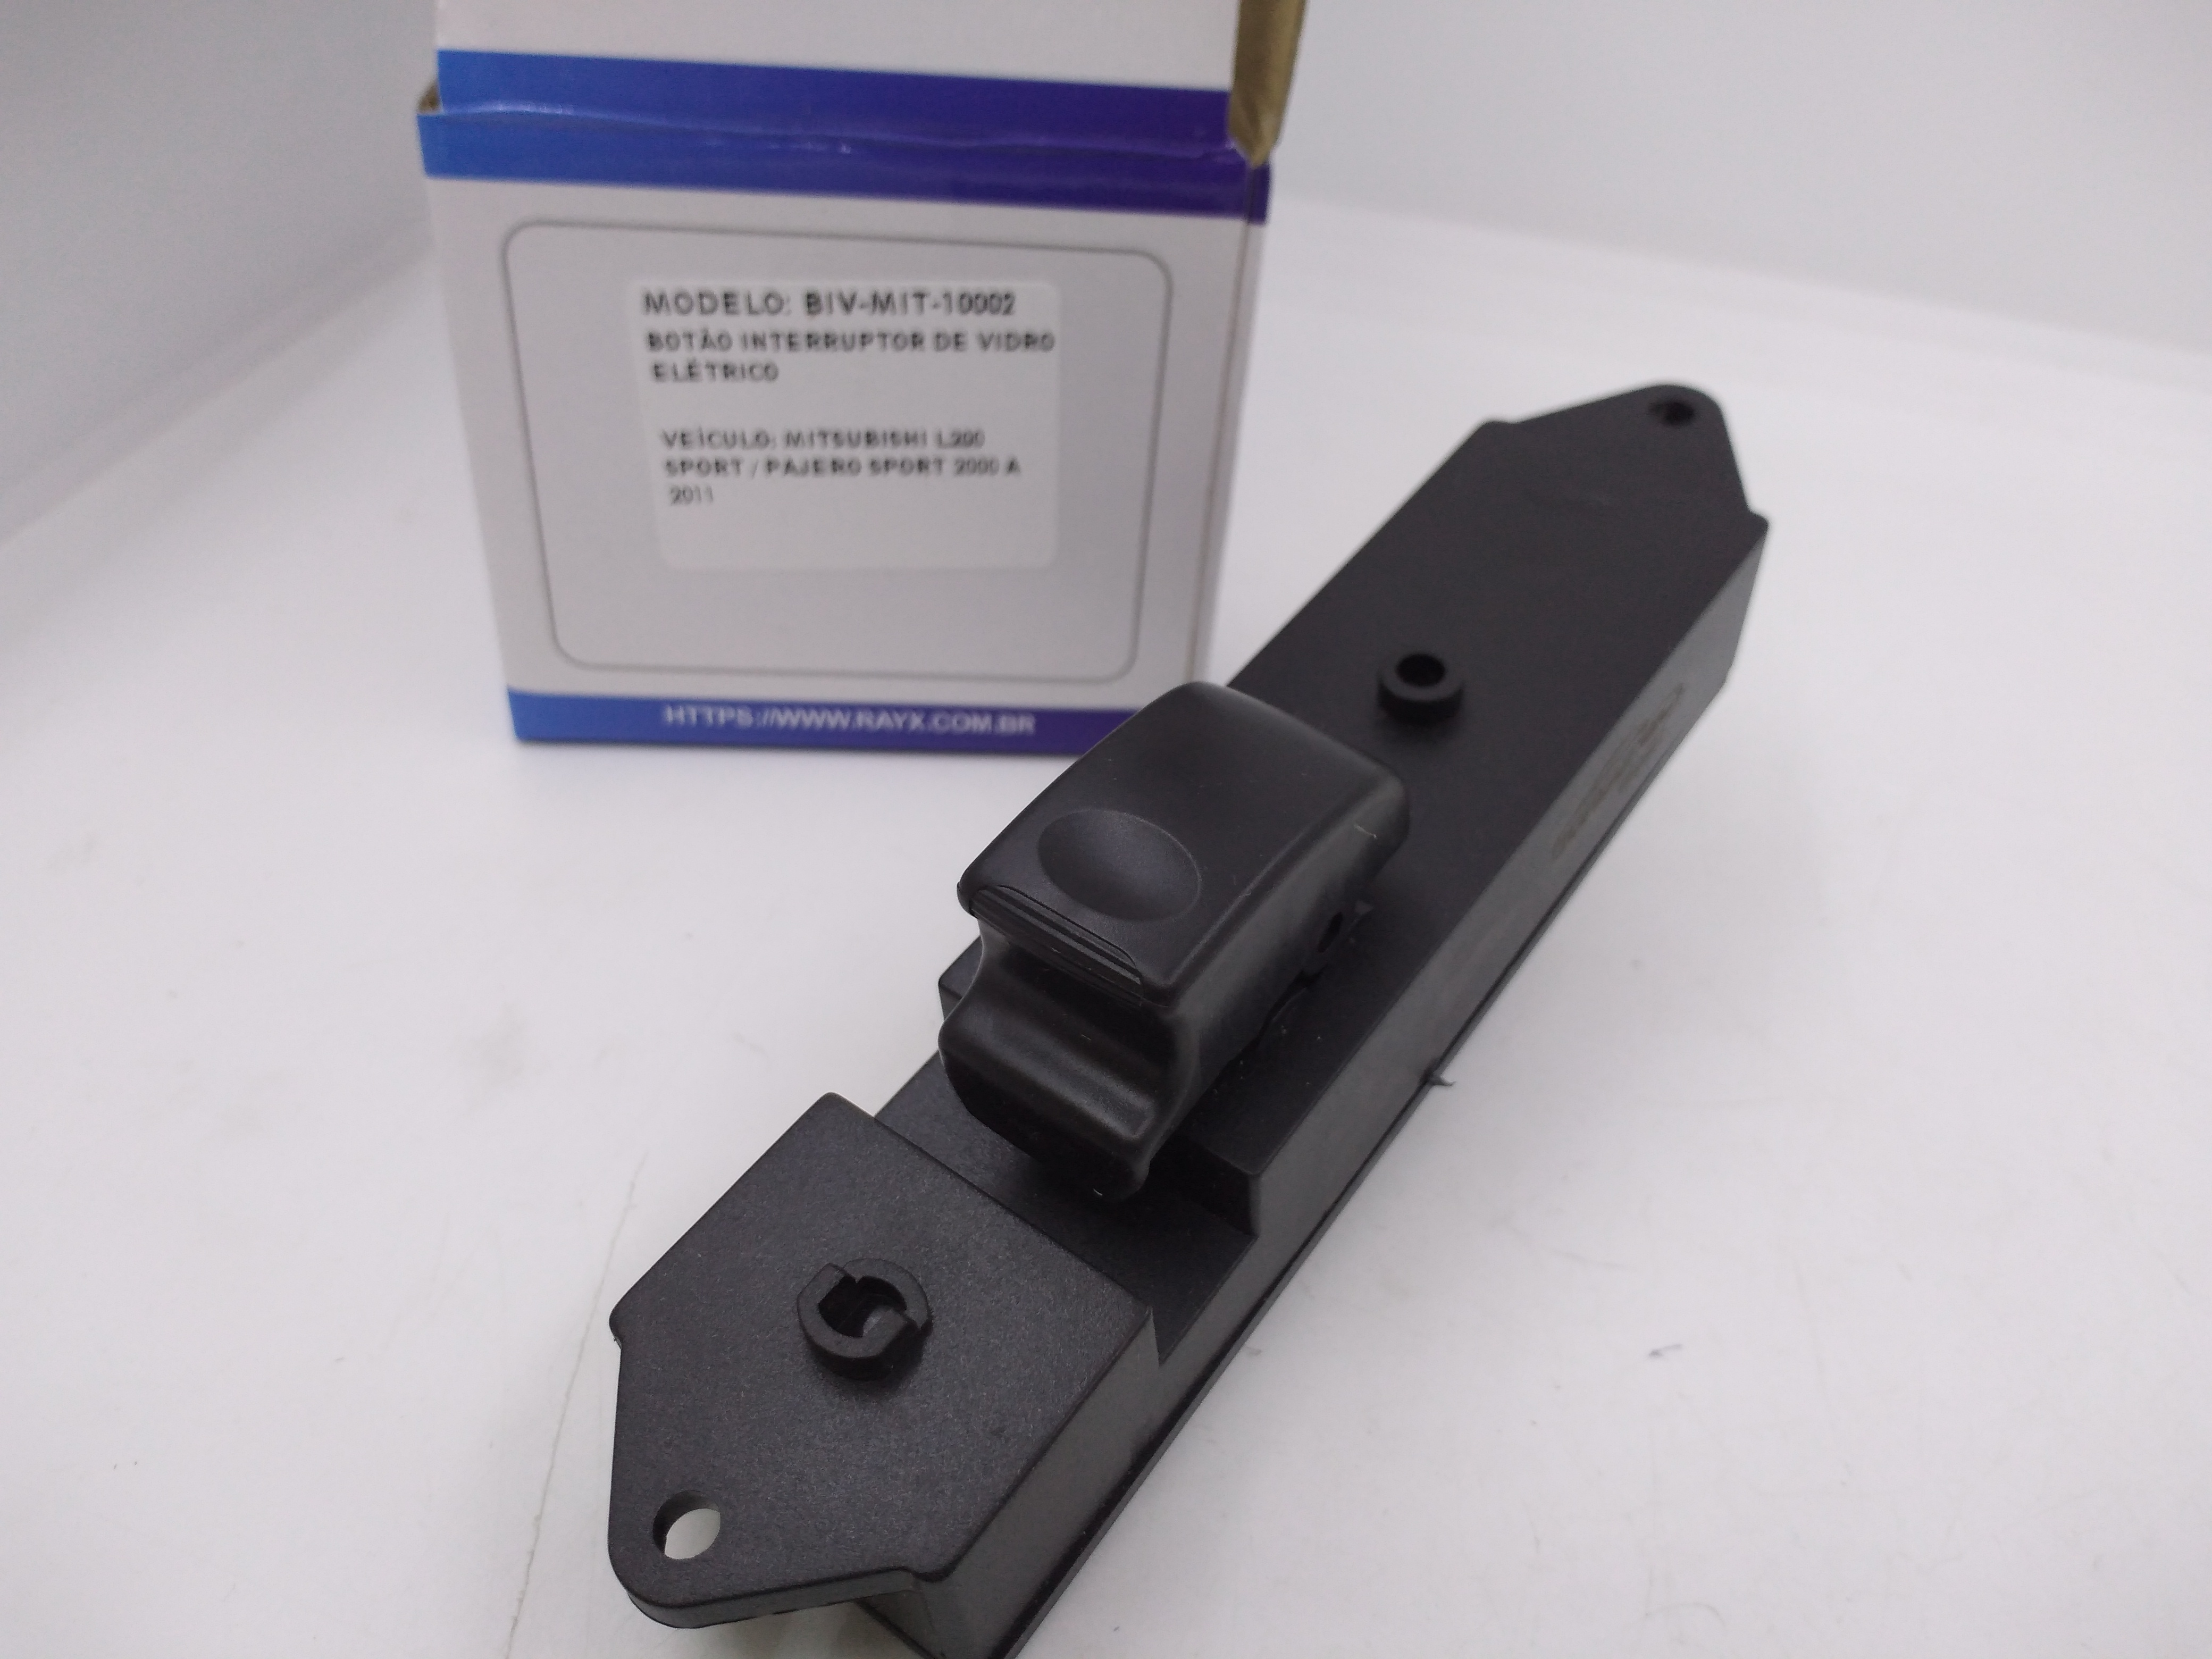 MODELO: BIV-MIT-10002
BOTÃO INTERRUPTOR DE VIDRO
ELÉTRICO
VEÍCULO: MITSUBISHI L200
SPORT / PAJERO SPORT 2000 A
2011
HTTPS://WWW.RAYX.COM.BR